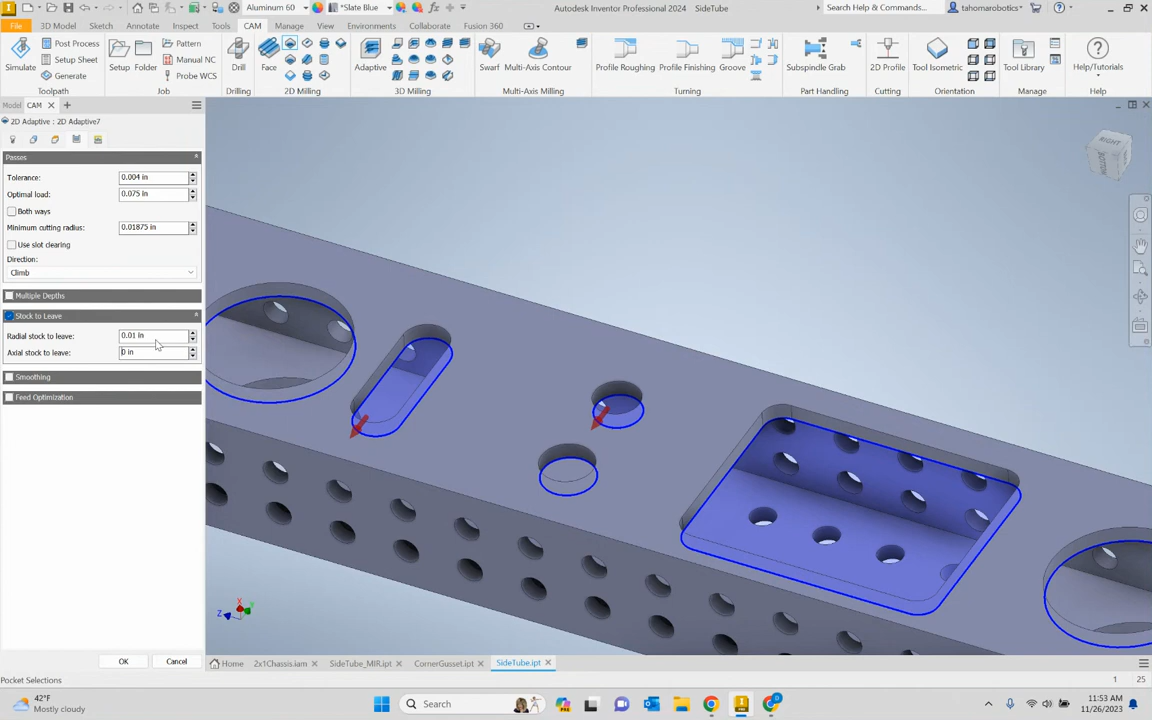 Aluminum 60
*Slate Blue
Autodesk Inventor Professional 2024 SideTube
Search Help & Commands...
tahomarobotics
File
3D Model
Sketch
Annotate
Inspect
Tools
CAM
Manage
View
Environments
Collaborate
Fusion 360
Simulate
Post Process
Setup Sheet
Generate
Toolpath
Setup
Folder
Pattern
Manual NC
Probe WCS
Job
Drill
Drilling
Face
2D Milling
Adaptive
3D Milling
Swarf
Multi-Axis Contour
Multi-Axis Milling
Profile Roughing
Profile Finishing
Groove
Turning
Subspindle Grab
Part Handling
2D Profile
Cutting
Tool Isometric
Orientation
Tool Library
Manage
Help/Tutorials
Help
Model
CAM
2D Adaptive : 2D Adaptive7
Passes
Tolerance:
0.004 in
Optimal load:
0.075 in
Both ways
Minimum cutting radius:
0.01875 in
Use slot clearing
Direction:
Climb
Multiple Depths
Stock to Leave
Radial stock to leave:
0.01 in
Axial stock to leave:
0 in
Smoothing
Feed Optimization
RIGHT
BOTTOM
X
Y
Z
OK
Cancel
Home
2x1Chassis.iam
SideTube_MIR.ipt
CornerGusset.ipt
SideTube.ipt
Pocket Selections
1
25
42°F
Mostly cloudy
Search
11:53 AM
11/26/2023